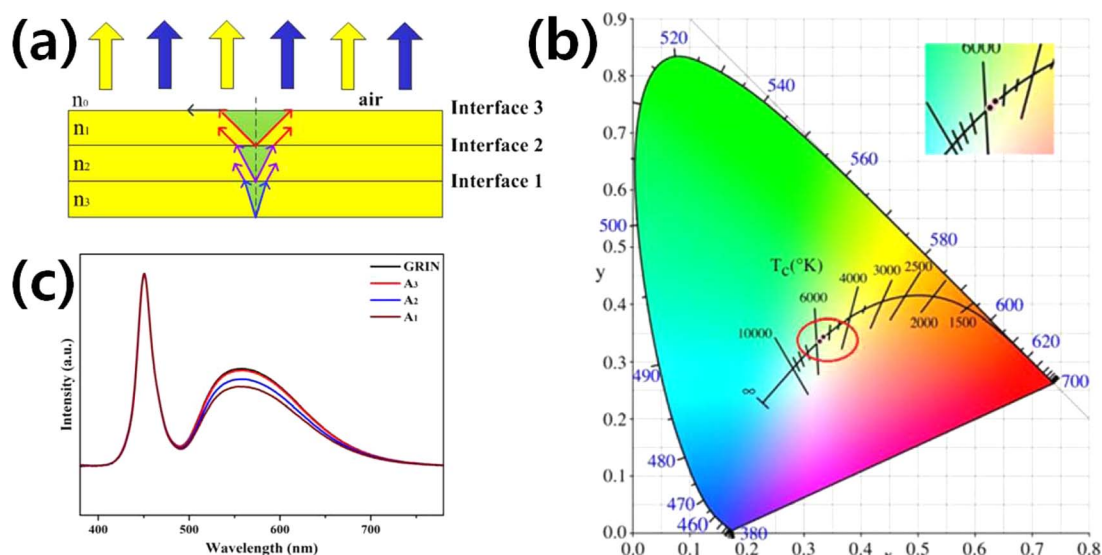 (a)
n₀
air
Interface 3
n₁
Interface 2
n₂
Interface 1
n₃
(b)
0.9
0.8
0.7
0.6
0.5
y
0.4
0.3
0.2
0.1
0.0
0.0 0.1 0.2 0.3 0.4 0.5 0.6 0.7 0.8
520
540
560
580
600
620
700
500
490
480
470
460
380
T_c(°K)
∞
10000
6000
4000
3000
2500
2000
1500
6000
(c)
GRIN
A₃
A₂
A₁
Intensity (a.u.)
400 500 600 700
Wavelength (nm)